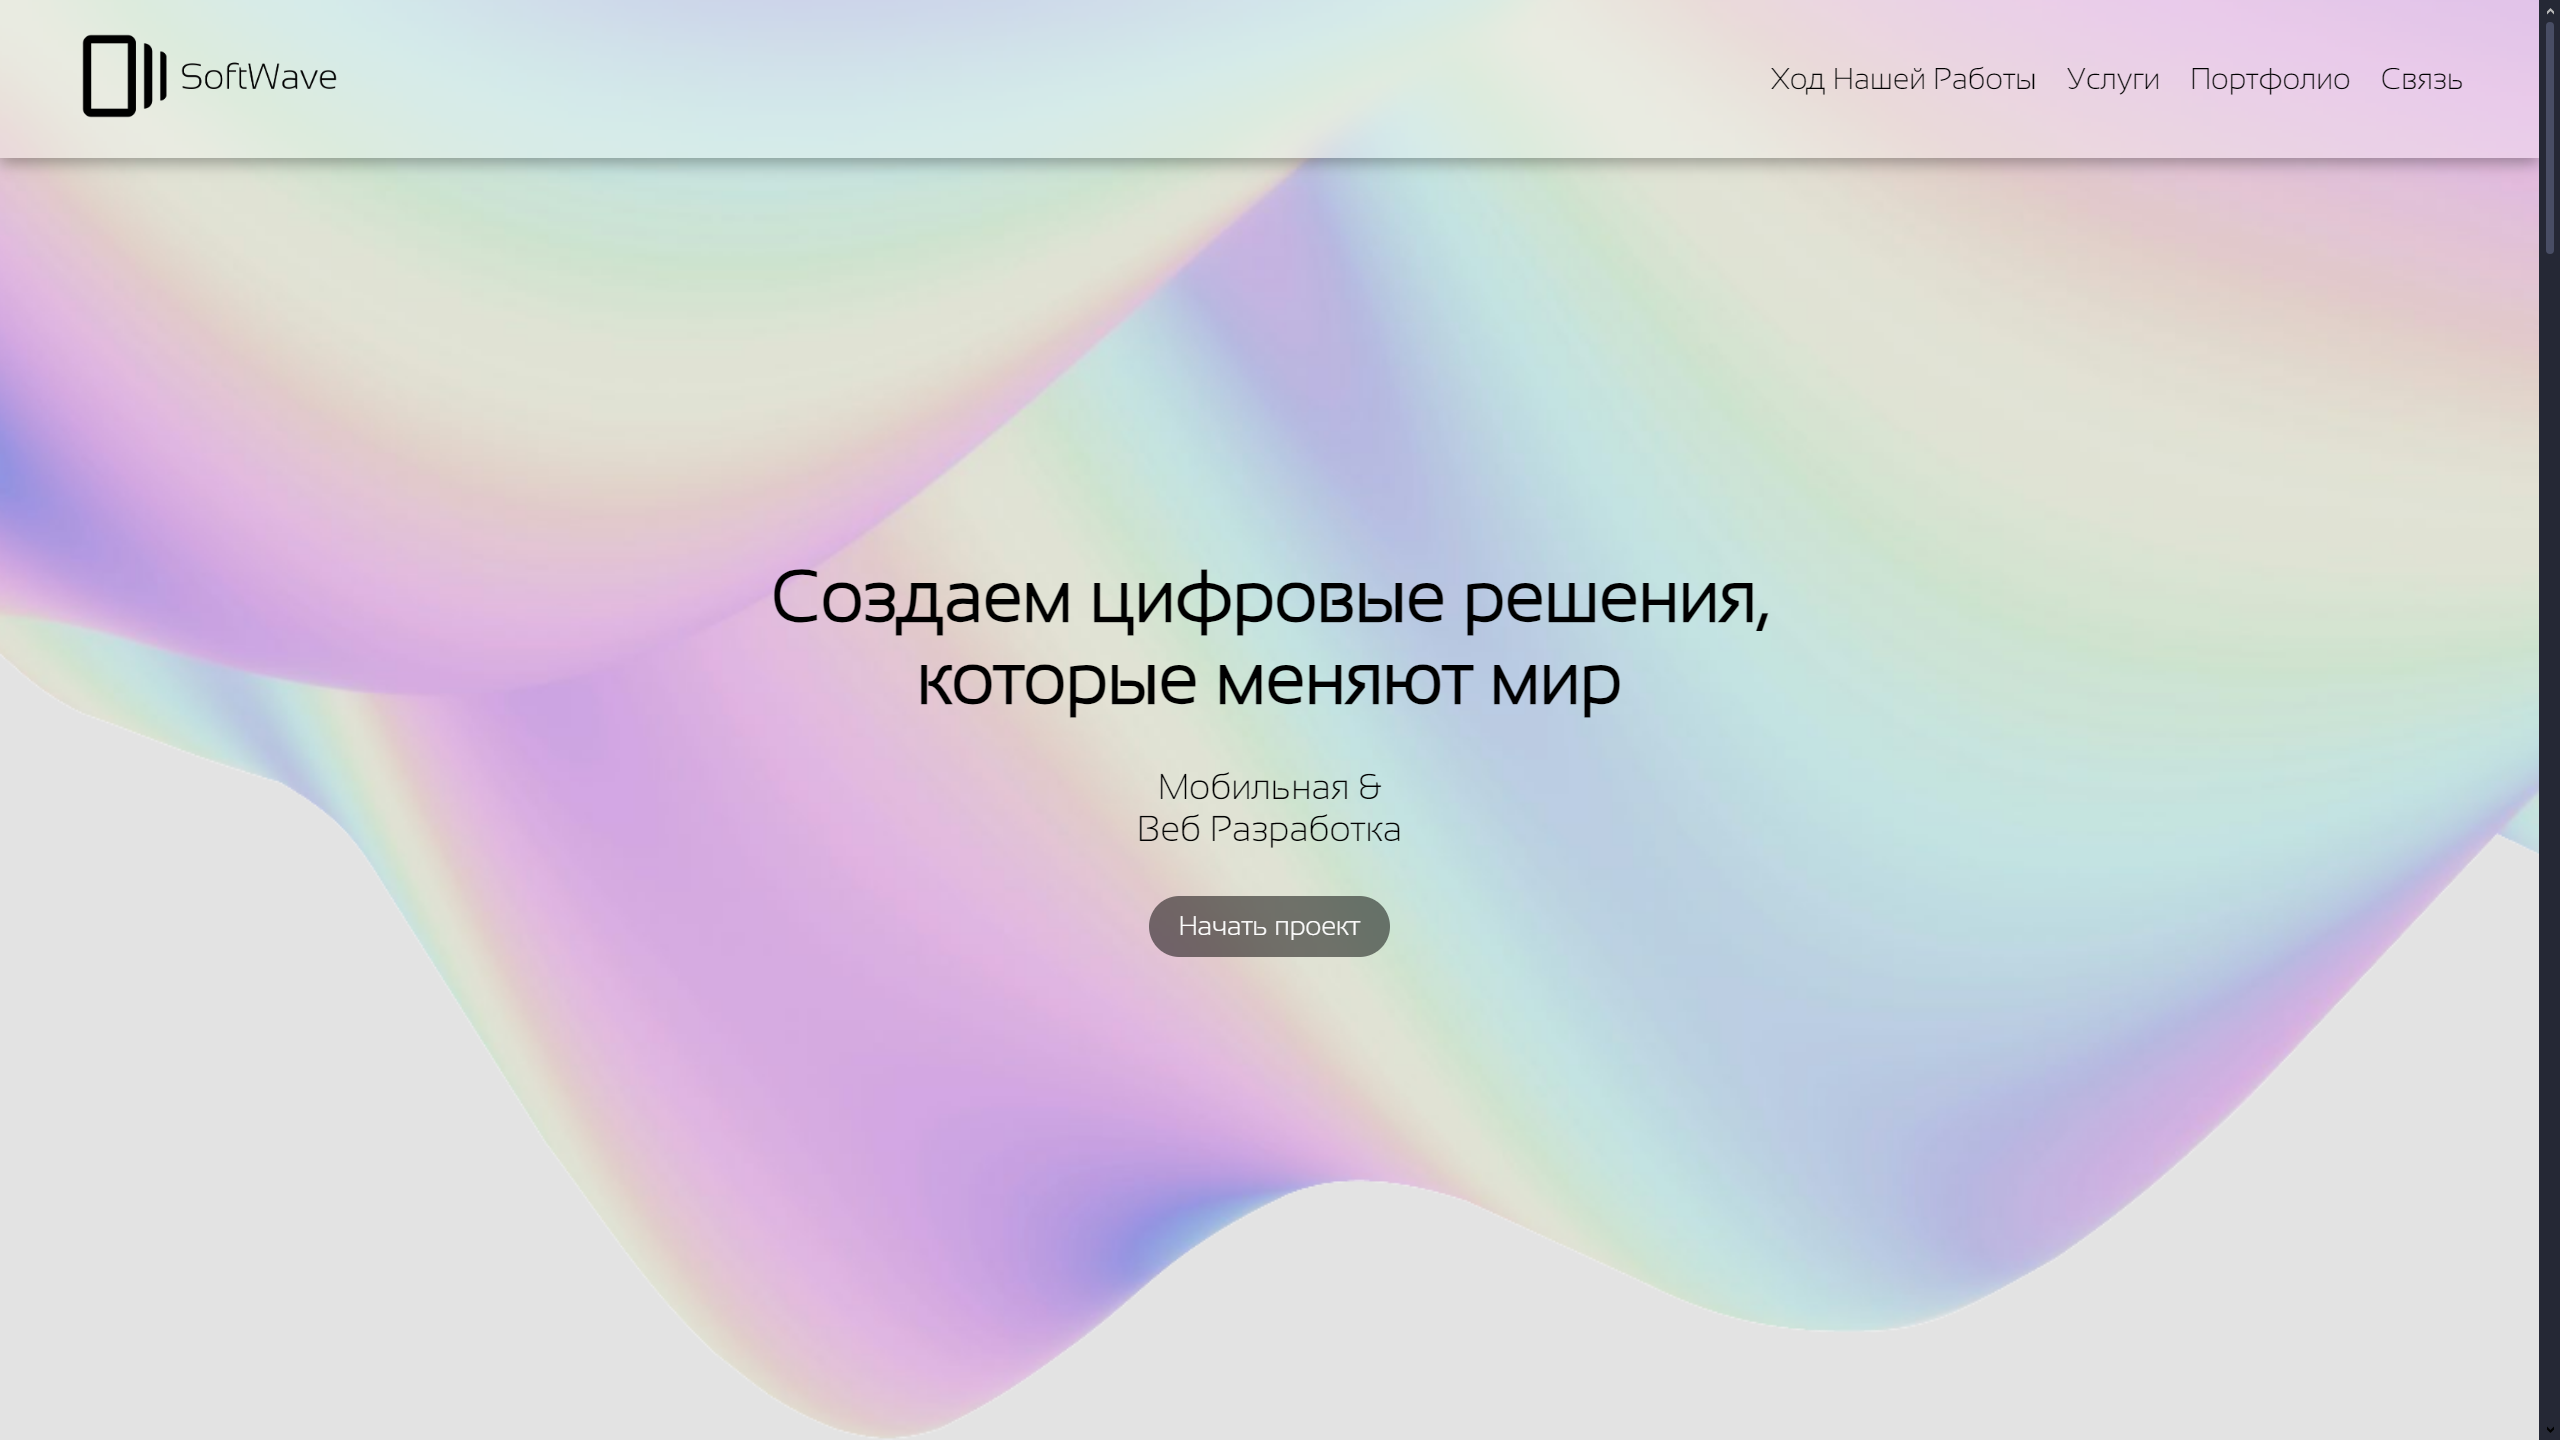 SoftWave
Ход Нашей Работы Услуги Портфолио Связь
Создаем цифровые решения,
которые меняют мир
Мобильная &
Веб Разработка
Начать проект